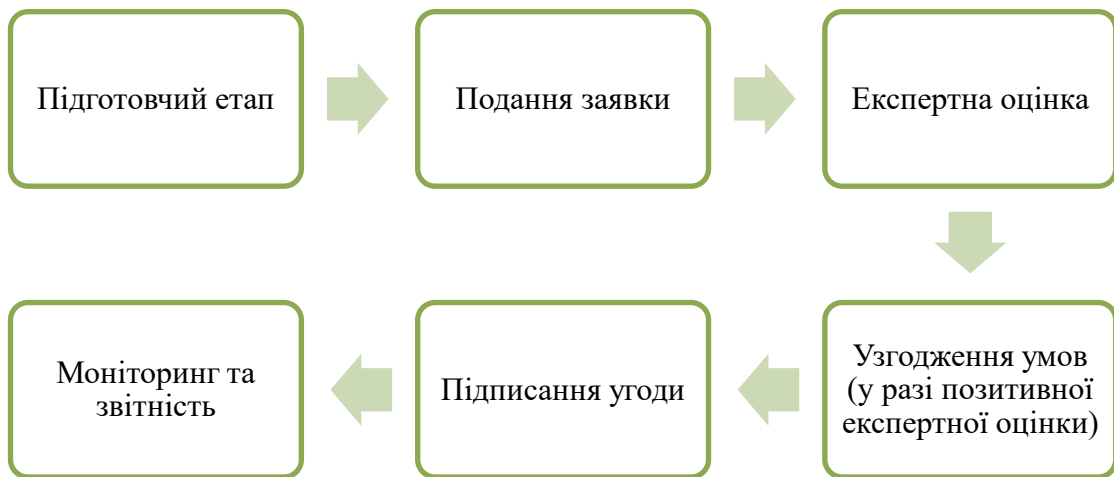 Підготовчий етап
Подання заявки
Експертна оцінка
Узгодження умов
(у разі позитивної
експертної оцінки)
Підписання угоди
Моніторинг та
звітність